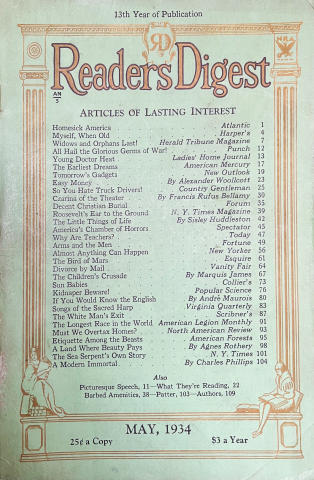 13th Year of Publication
RD
NRA
Readers Digest
AN
5
ARTICLES OF LASTING INTEREST
Homesick America Atlantic 1
Myself, When Old Harper's 4
Widows and Orphans Last! Herald Tribune Magazine 7
All Hail the Glorious Germs of War! Punch 12
Young Doctor Hest Ladies' Home Journal 13
The Earliest Dreams American Mercury 17
Tomorrow's Gadgets New Outlook 19
Easy Money By Alexander Woollcott 23
So You Hate Truck Drivers! Country Gentleman 25
Czarina of the Theater By Francis Rufus Bellamy 30
Decent Christian Burial Forum 35
Roosevelt's Ear to the Ground N. Y. Times Magazine 39
The Little Things of Life By Sisley Huddleston 42
America's Chamber of Horrors Spectator 45
Why Are Teachers? Today 47
Arms and the Men Fortune 49
Almost Anything Can Happen New Yorker 56
The Bird of Mars Esquire 61
Divorce by Mail Vanity Fair 64
The Children's Crusade By Marquis James 67
Sun Babies Collier's 73
Kidnaper Beware! Popular Science 76
If You Would Know the English By André Maurois 80
Songs of the Sacred Harp Virginia Quarterly 83
The White Man's Exit Scribner's 87
The Longest Race in the World American Legion Monthly 91
Must We Overtax Homes? North American Review 93
Etiquette Among the Beasts American Forests 95
A Land Where Beauty Pays By Agnes Rothery 98
The Sea Serpent's Own Story N. Y. Times 101
A Modern Immortal By Charles Phillips 104
Also
Picturesque Speech, 11—What They're Reading, 22
Barbed Amenities, 38—Patter, 103—Authors, 109
MAY, 1934
25¢ a Copy $3 a Year